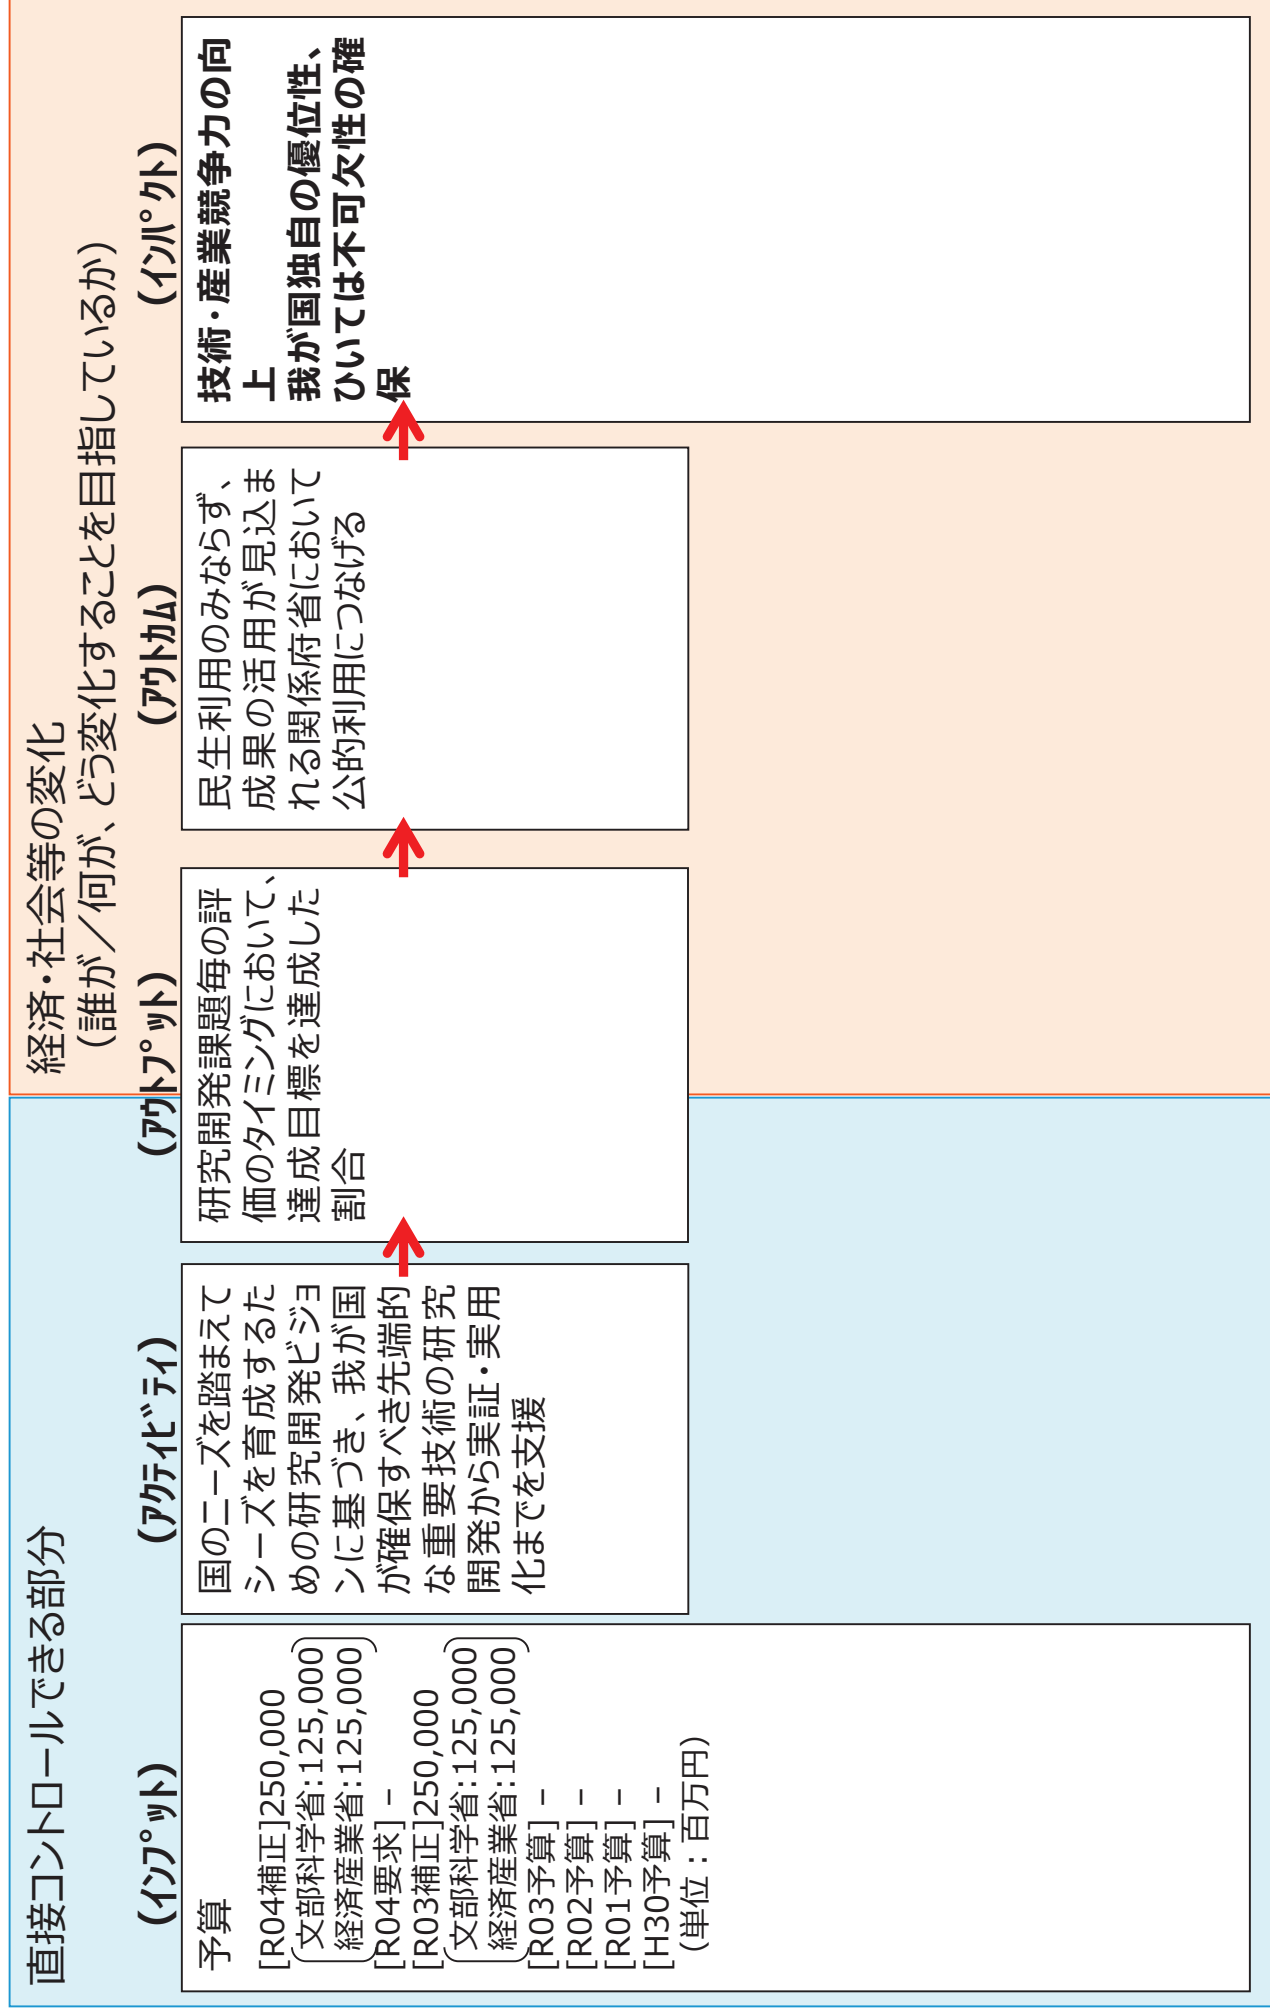 直接コントロールできる部分
(ｲﾝﾌﾟｯﾄ)
予算
[R04補正]250,000
文部科学省:125,000
経済産業省:125,000
[R04要求] －
[R03補正]250,000
文部科学省:125,000
経済産業省:125,000
[R03予算] －
[R02予算] －
[R01予算] －
[H30予算] －
(単位：百万円)
(ｱｸﾃｨﾋﾞﾃｨ)
国のニーズを踏まえて
シーズを育成するた
めの研究開発ビジョ
ンに基づき、我が国
が確保すべき先端的
な重要技術の研究
開発から実証・実用
化までを支援
(ｱｳﾄﾌﾟｯﾄ)
研究開発課題毎の評
価のタイミングにおいて、
達成目標を達成した
割合
経済・社会等の変化
（誰が／何が、どう変化することを目指しているか）
(ｱｳﾄｶﾑ)
民生利用のみならず、
成果の活用が見込ま
れる関係府省において
公的利用につなげる
(ｲﾝﾊﾟｸﾄ)
技術・産業競争力の向
上
我が国独自の優位性、
ひいては不可欠性の確
保